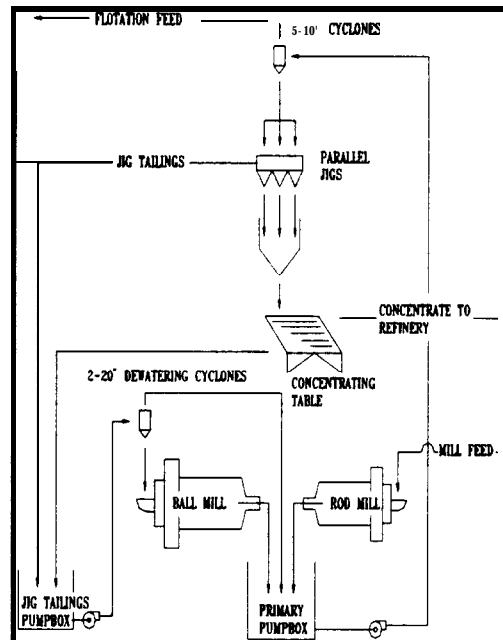 FLOTATION FEED
5-10' CYCLONES
JIG TAILINGS
PARALLEL
JIGS
CONCENTRATE TO
REFINERY
2-20" DEWATERING CYCLONES
CONCENTRATING
TABLE
MILL FEED
BALL MILL
ROD MILL
JIG TAILINGS
PUMPBOX
PRIMARY
PUMPBOX